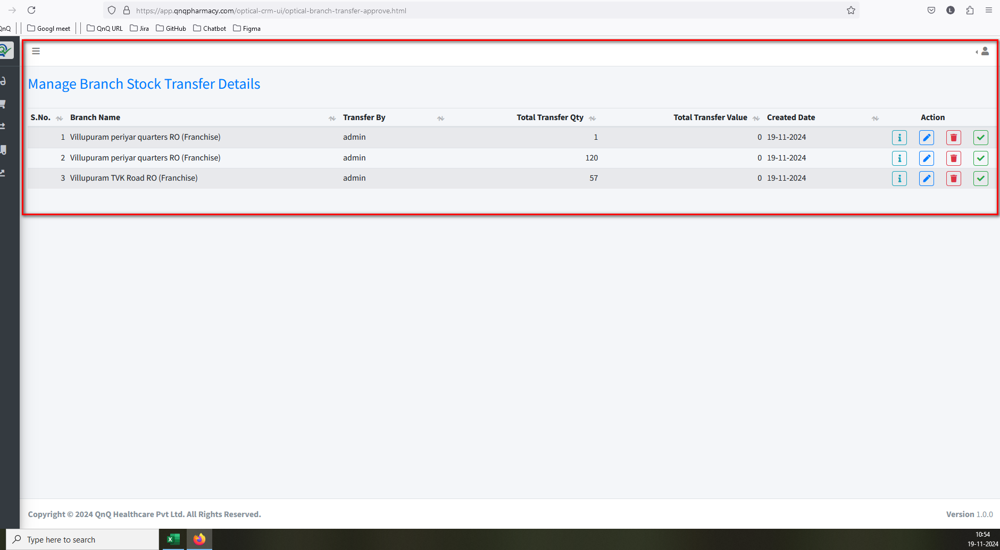 https://app.qnqpharmacy.com/optical-crm-ui/optical-branch-transfer-approve.html
L
QnQ Googl meet QnQ URL Jira GitHub Chatbot Figma
Manage Branch Stock Transfer Details
S.No. Branch Name Transfer By Total Transfer Qty Total Transfer Value Created Date Action
1 Villupuram periyar quarters RO (Franchise) admin 1 0 19-11-2024
2 Villupuram periyar quarters RO (Franchise) admin 120 0 19-11-2024
3 Villupuram TVK Road RO (Franchise) admin 57 0 19-11-2024
Copyright © 2024 QnQ Healthcare Pvt Ltd. All Rights Reserved. Version 1.0.0
Type here to search
10:54
19-11-2024